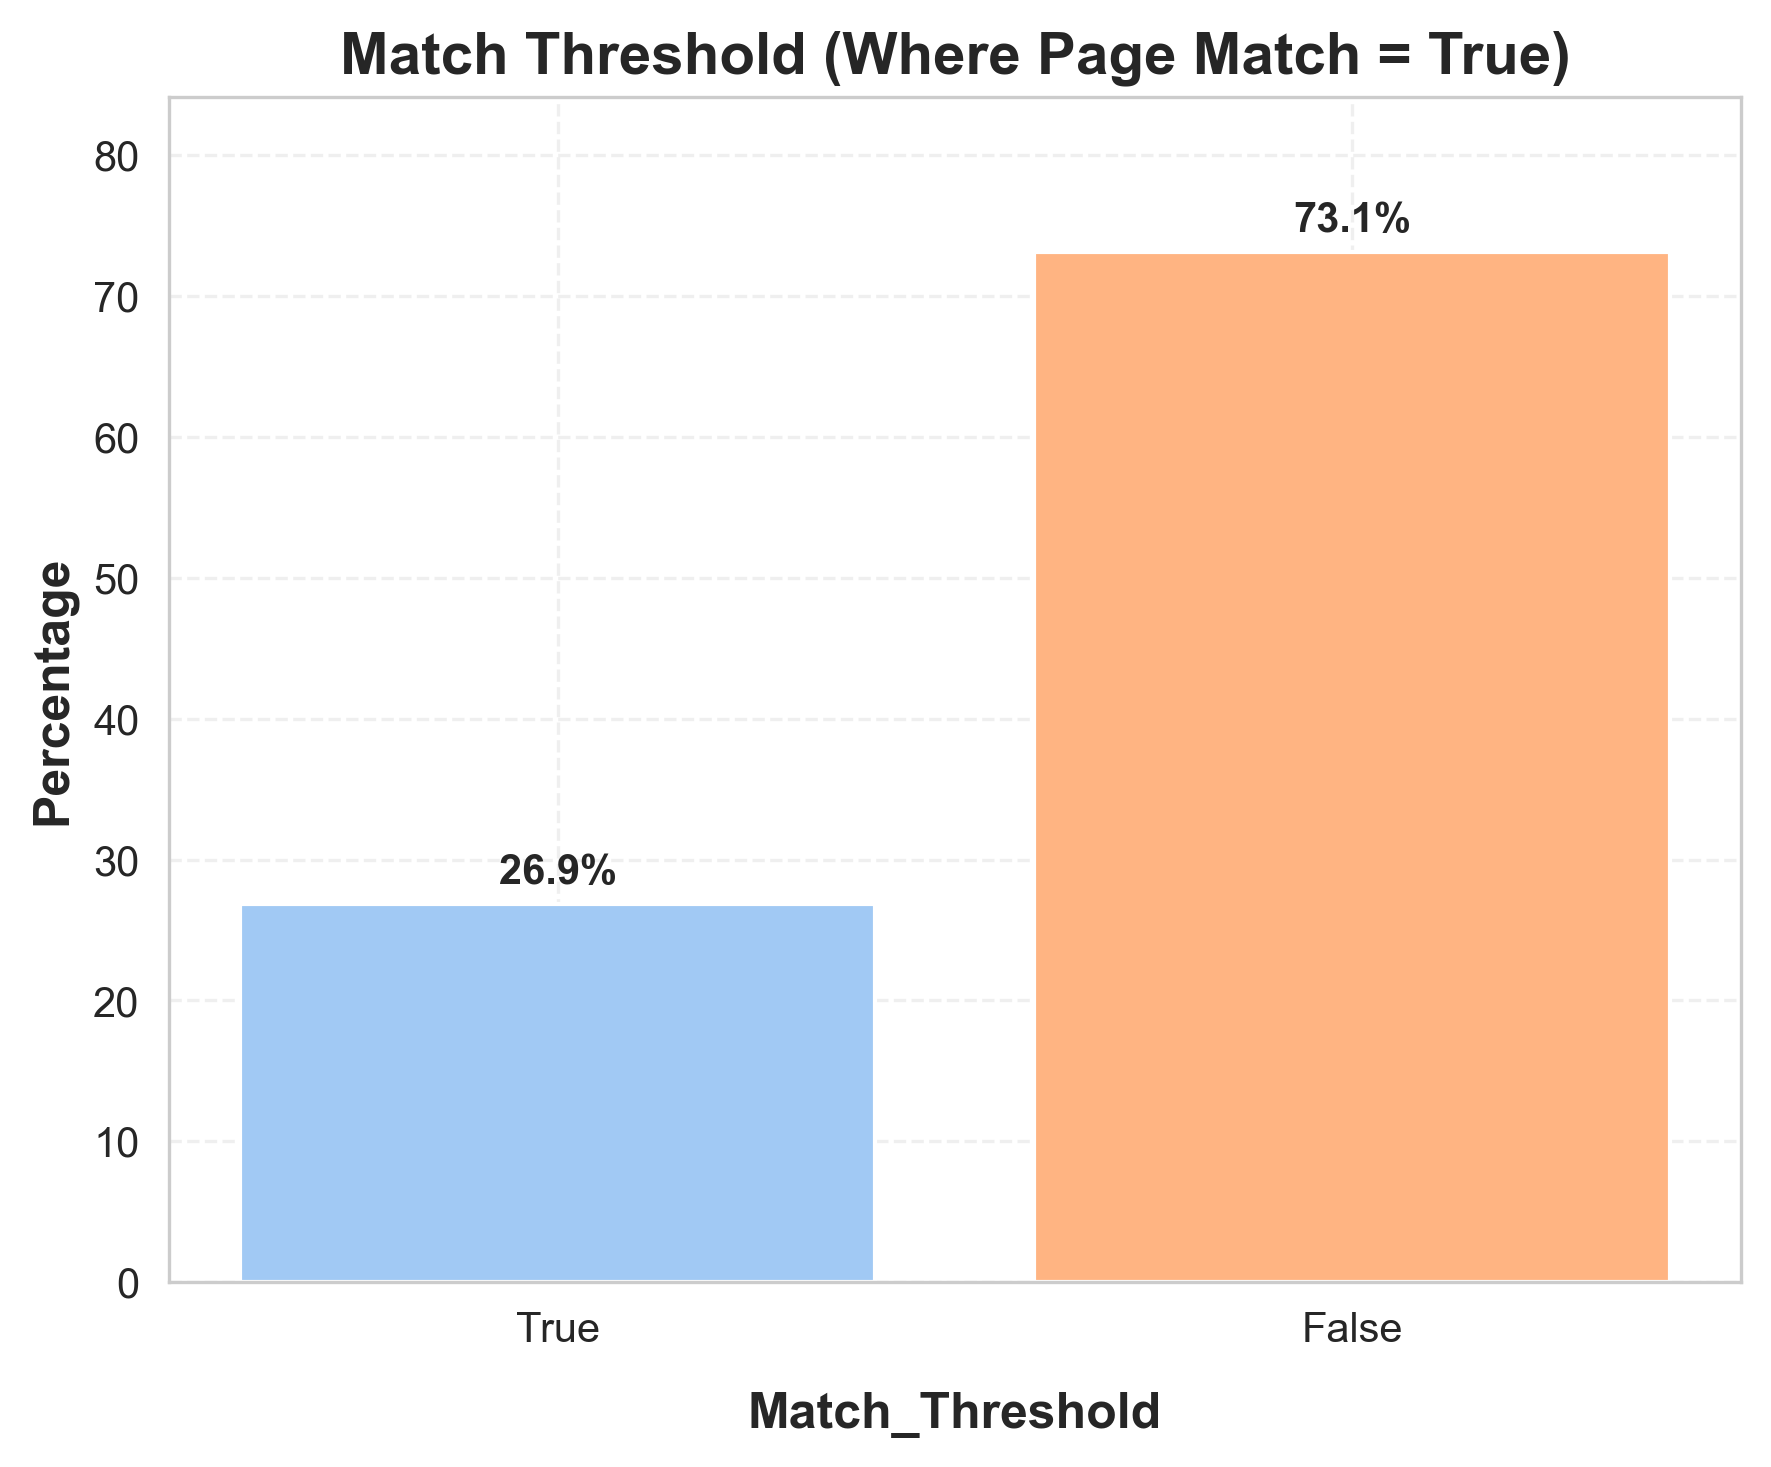 Match Threshold (Where Page Match = True)
80
70
60
50
40
30
20
10
0
Percentage
26.9%
73.1%
True
False
Match_Threshold